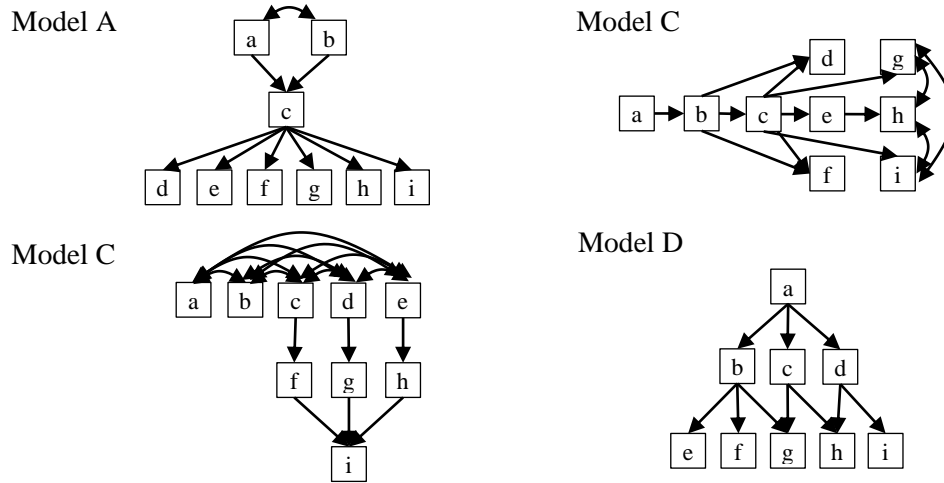 Model A
a b
c
d e f g h i
Model C
d g
a b c e h
f i
Model C
a b c d e
f g h
i
Model D
a
b c d
e f g h i